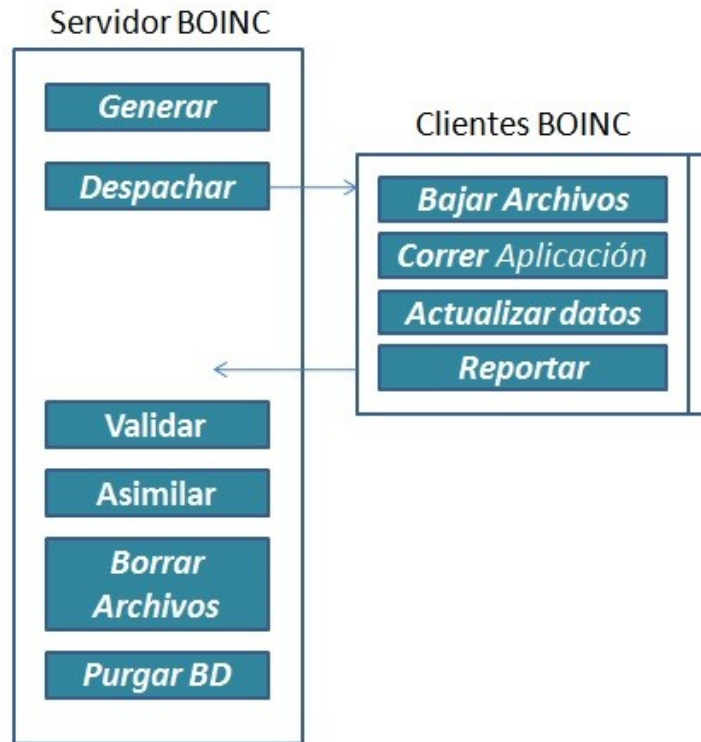 Servidor BOINC
Generar
Despachar
Clientes BOINC
Bajar Archivos
Correr Aplicación
Actualizar datos
Reportar
Validar
Asimilar
Borrar
Archivos
Purgar BD